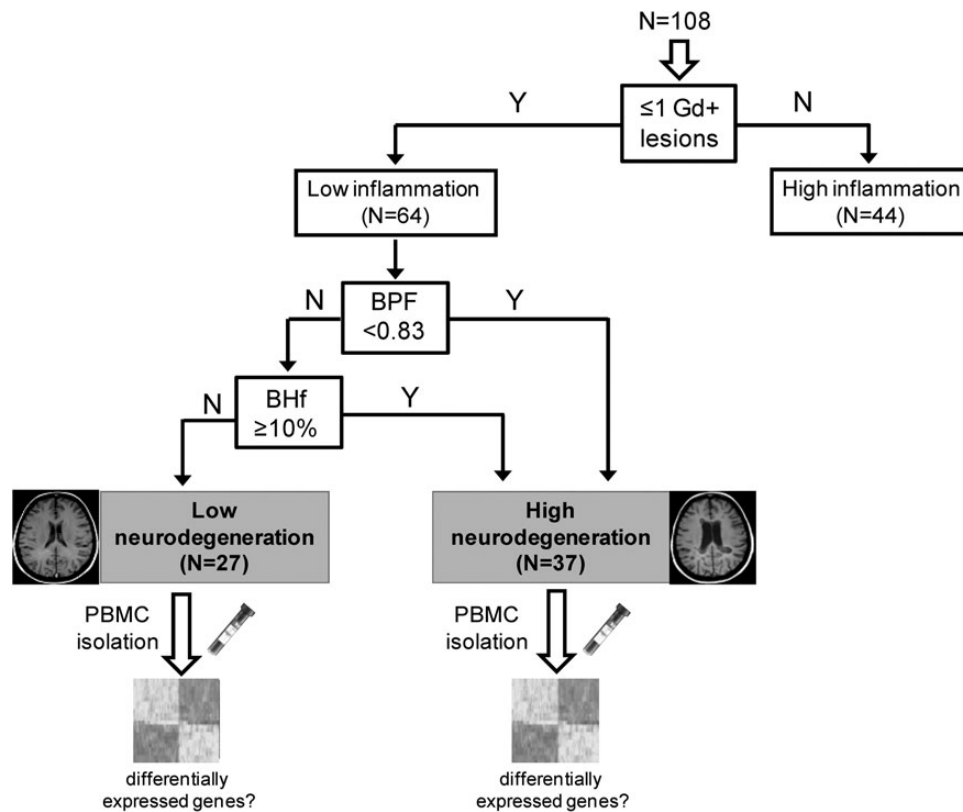 N=108
≤1 Gd+
lesions
Y
N
Low inflammation
(N=64)
High inflammation
(N=44)
BPF
<0.83
N
Y
BHf
≥10%
N
Y
Low
neurodegeneration
(N=27)
High
neurodegeneration
(N=37)
PBMC
isolation
PBMC
isolation
differentially
expressed genes?
differentially
expressed genes?